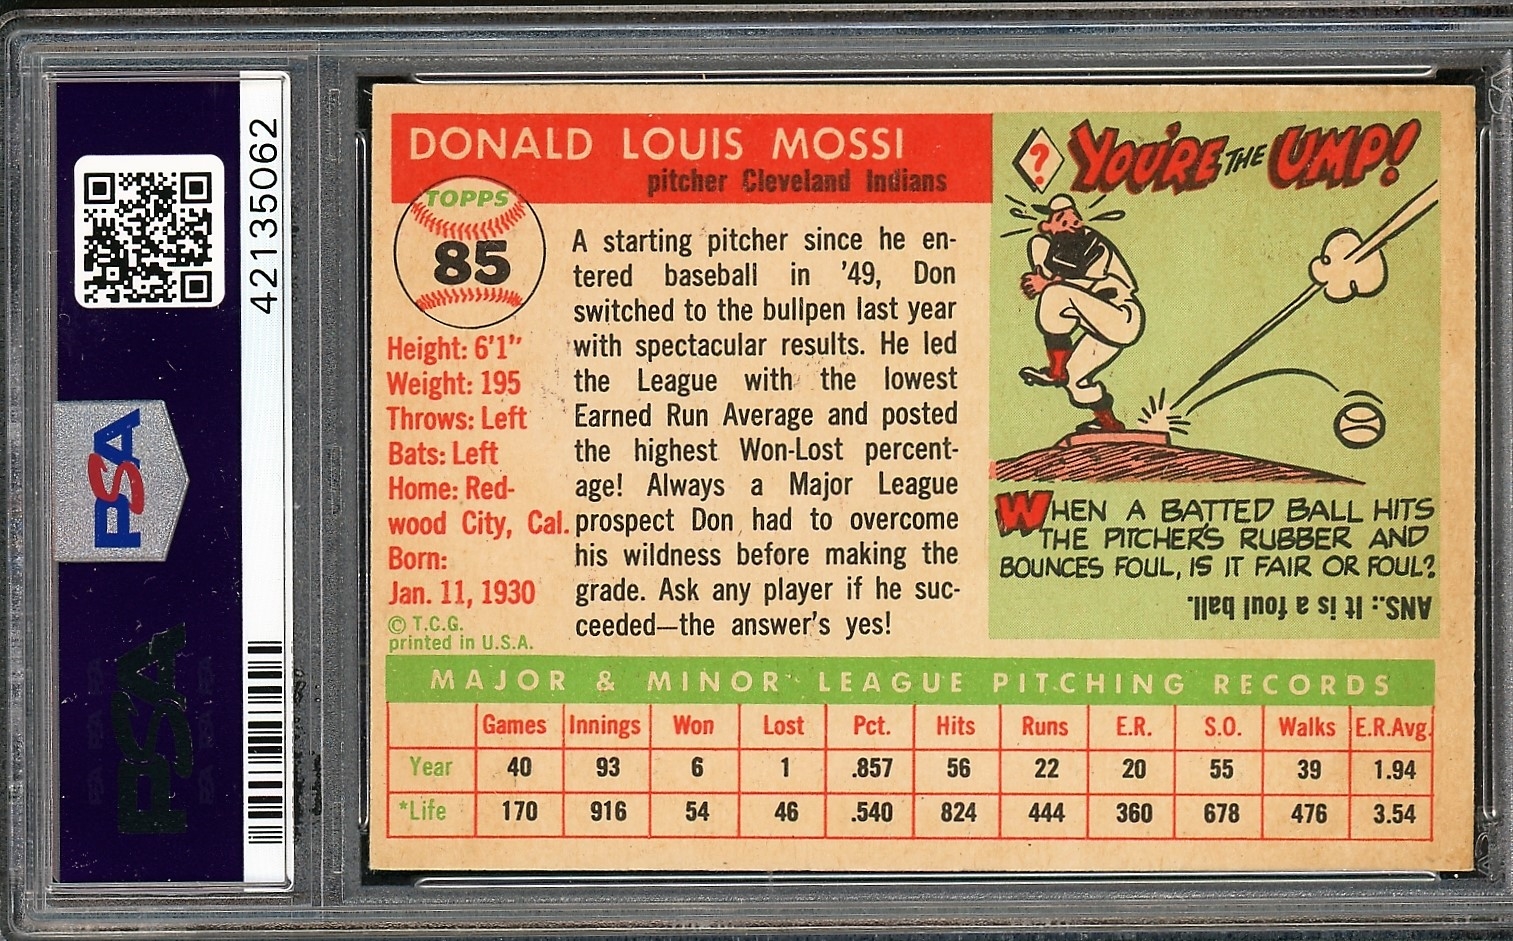 42135062
PSA
PSA
DONALD LOUIS MOSSI
pitcher Cleveland Indians
TOPPS
85
Height: 6'1"
Weight: 195
Throws: Left
Bats: Left
Home: Red-
wood City, Cal.
Born:
Jan. 11, 1930
© T.C.G.
printed in U.S.A.
A starting pitcher since he en-
tered baseball in '49, Don
switched to the bullpen last year
with spectacular results. He led
the League with the lowest
Earned Run Average and posted
the highest Won-Lost percent-
age! Always a Major League
prospect Don had to overcome
his wildness before making the
grade. Ask any player if he suc-
ceeded—the answer's yes!
? YOU'RE THE UMP!
WHEN A BATTED BALL HITS
THE PITCHER'S RUBBER AND
BOUNCES FOUL, IS IT FAIR OR FOUL?
ANS.: It is a foul ball.
MAJOR & MINOR LEAGUE PITCHING RECORDS
Games Innings Won Lost Pct. Hits Runs E.R. S.O. Walks E.R.Avg.
Year 40 93 6 1 .857 56 22 20 55 39 1.94
*Life 170 916 54 46 .540 824 444 360 678 476 3.54